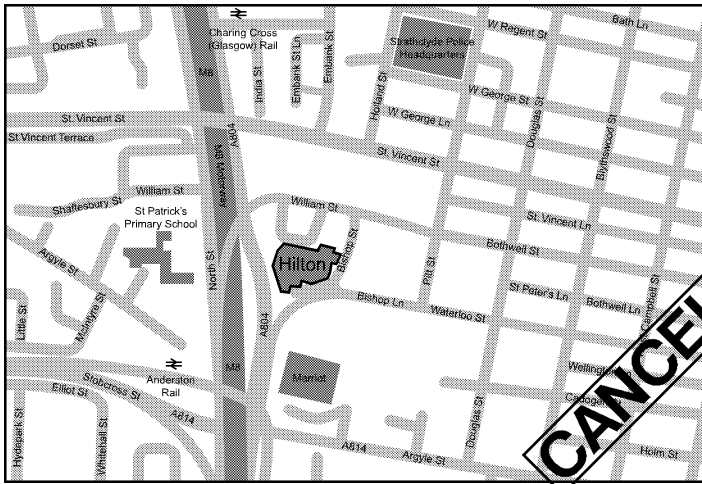 Dorset St
M8
Charing Cross
(Glasgow) Rail
India St
Embank St Ln
Embank St
Strathclyde Police
Headquarters
Holland St
W Regent St
Bath Ln
W George St
W George Ln
Douglas St
Blythswood St
St. Vincent St
St Vincent Terrace
A804
M8 Motorway
St. Vincent St
William St
Shaftesbury St
St Patrick's
Primary School
William St
St. Vincent Ln
Bothwell St
Argyle St
North St
Hilton
Bishop St
Pitt St
Bishop Ln
Waterloo St
St Peter's Ln
Bothwell Ln
Campbell St
Little St
McIntyre St
A804
Anderston
Rail
M8
Marriot
Wellington
Cadogen
Stobcross St
Elliot St
A814
Hydepark St
Whitehall St
Douglas St
A814
Argyle St
Holm St
CANCEL